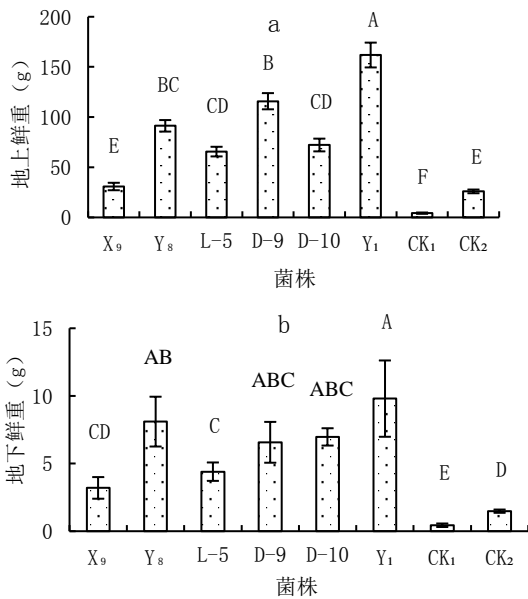 a
地上鲜重（g）
200
150
100
50
0
E
BC
CD
B
CD
A
F
E
X₉ Y₈ L-5 D-9 D-10 Y₁ CK₁ CK₂
菌株
b
地下鲜重（g）
15
10
5
0
CD
AB
C
ABC
ABC
A
E
D
X₉ Y₈ L-5 D-9 D-10 Y₁ CK₁ CK₂
菌株